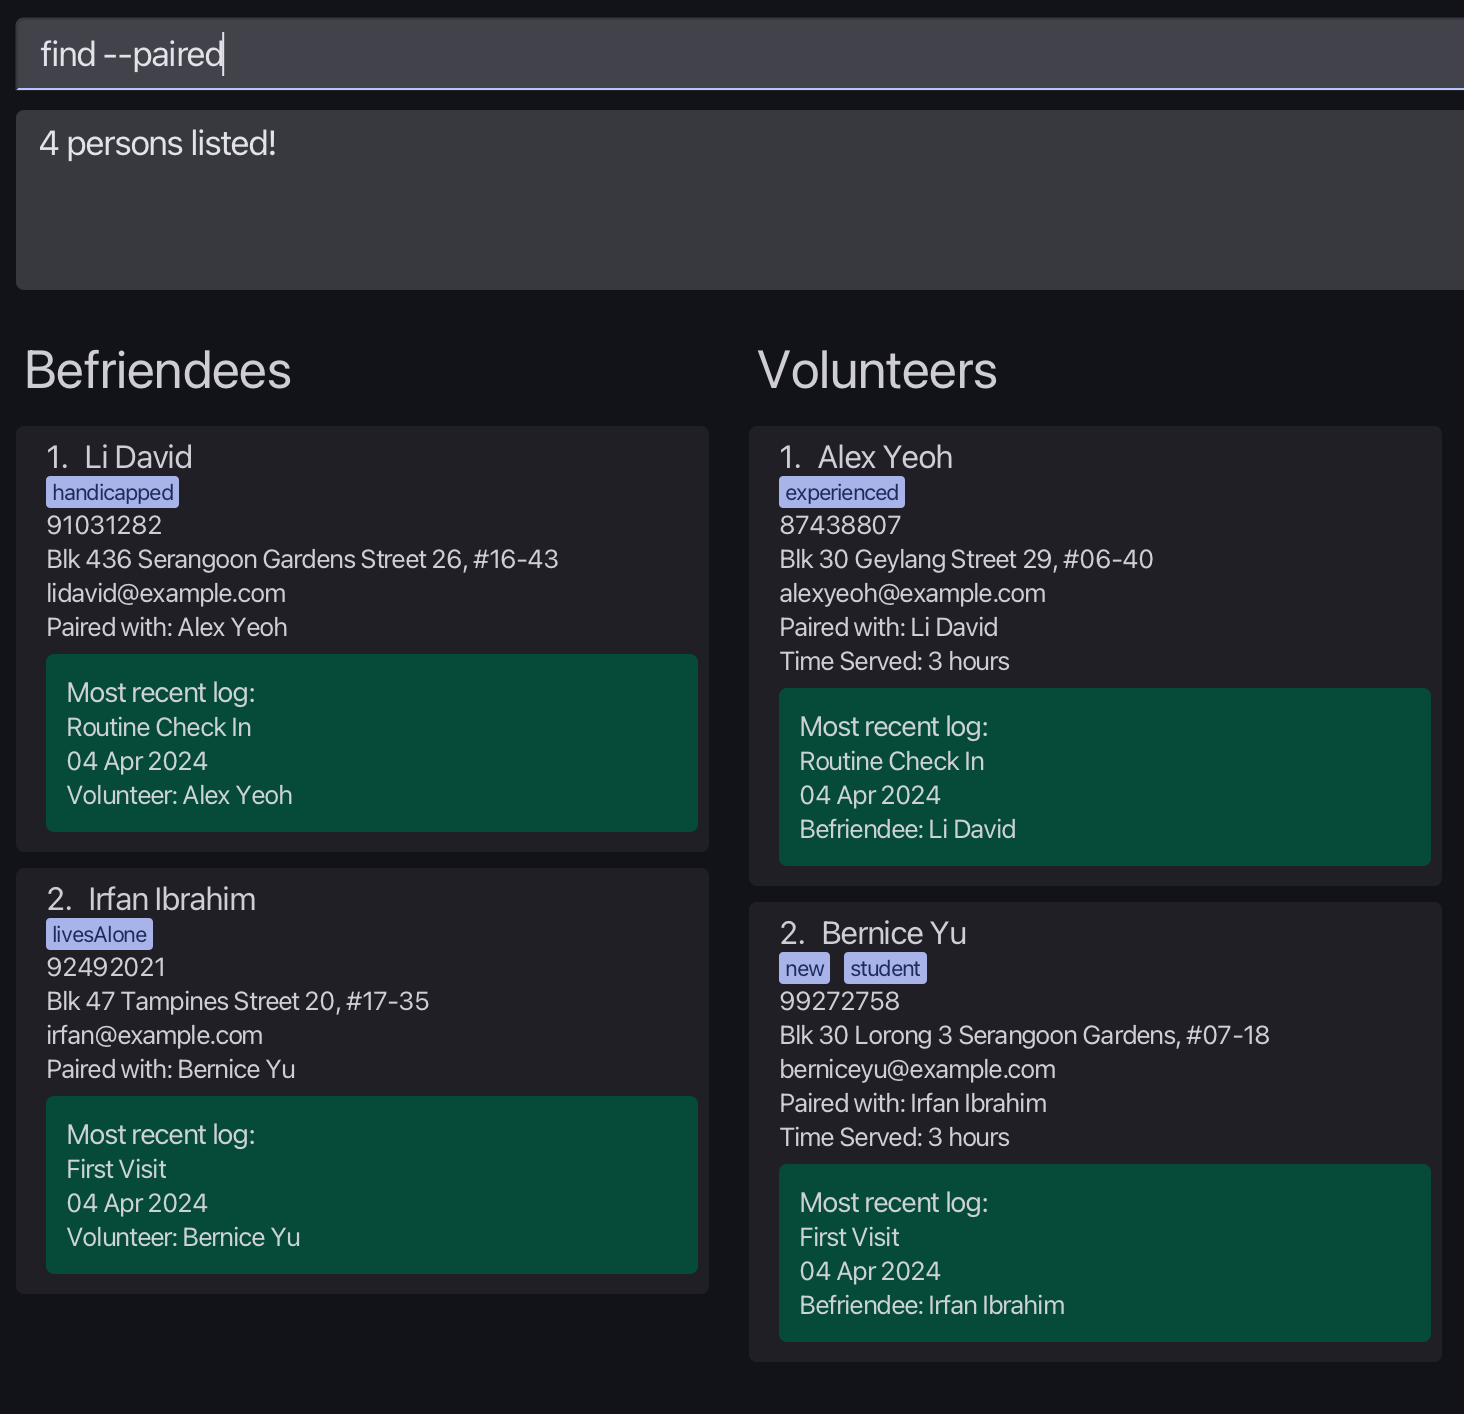 find --paired
4 persons listed!
Befriendees
1. Li David
handicapped
91031282
Blk 436 Serangoon Gardens Street 26, #16-43
lidavid@example.com
Paired with: Alex Yeoh
Most recent log:
Routine Check In
04 Apr 2024
Volunteer: Alex Yeoh
2. Irfan Ibrahim
livesAlone
92492021
Blk 47 Tampines Street 20, #17-35
irfan@example.com
Paired with: Bernice Yu
Most recent log:
First Visit
04 Apr 2024
Volunteer: Bernice Yu
Volunteers
1. Alex Yeoh
experienced
87438807
Blk 30 Geylang Street 29, #06-40
alexyeoh@example.com
Paired with: Li David
Time Served: 3 hours
Most recent log:
Routine Check In
04 Apr 2024
Befriendee: Li David
2. Bernice Yu
new student
99272758
Blk 30 Lorong 3 Serangoon Gardens, #07-18
berniceyu@example.com
Paired with: Irfan Ibrahim
Time Served: 3 hours
Most recent log:
First Visit
04 Apr 2024
Befriendee: Irfan Ibrahim